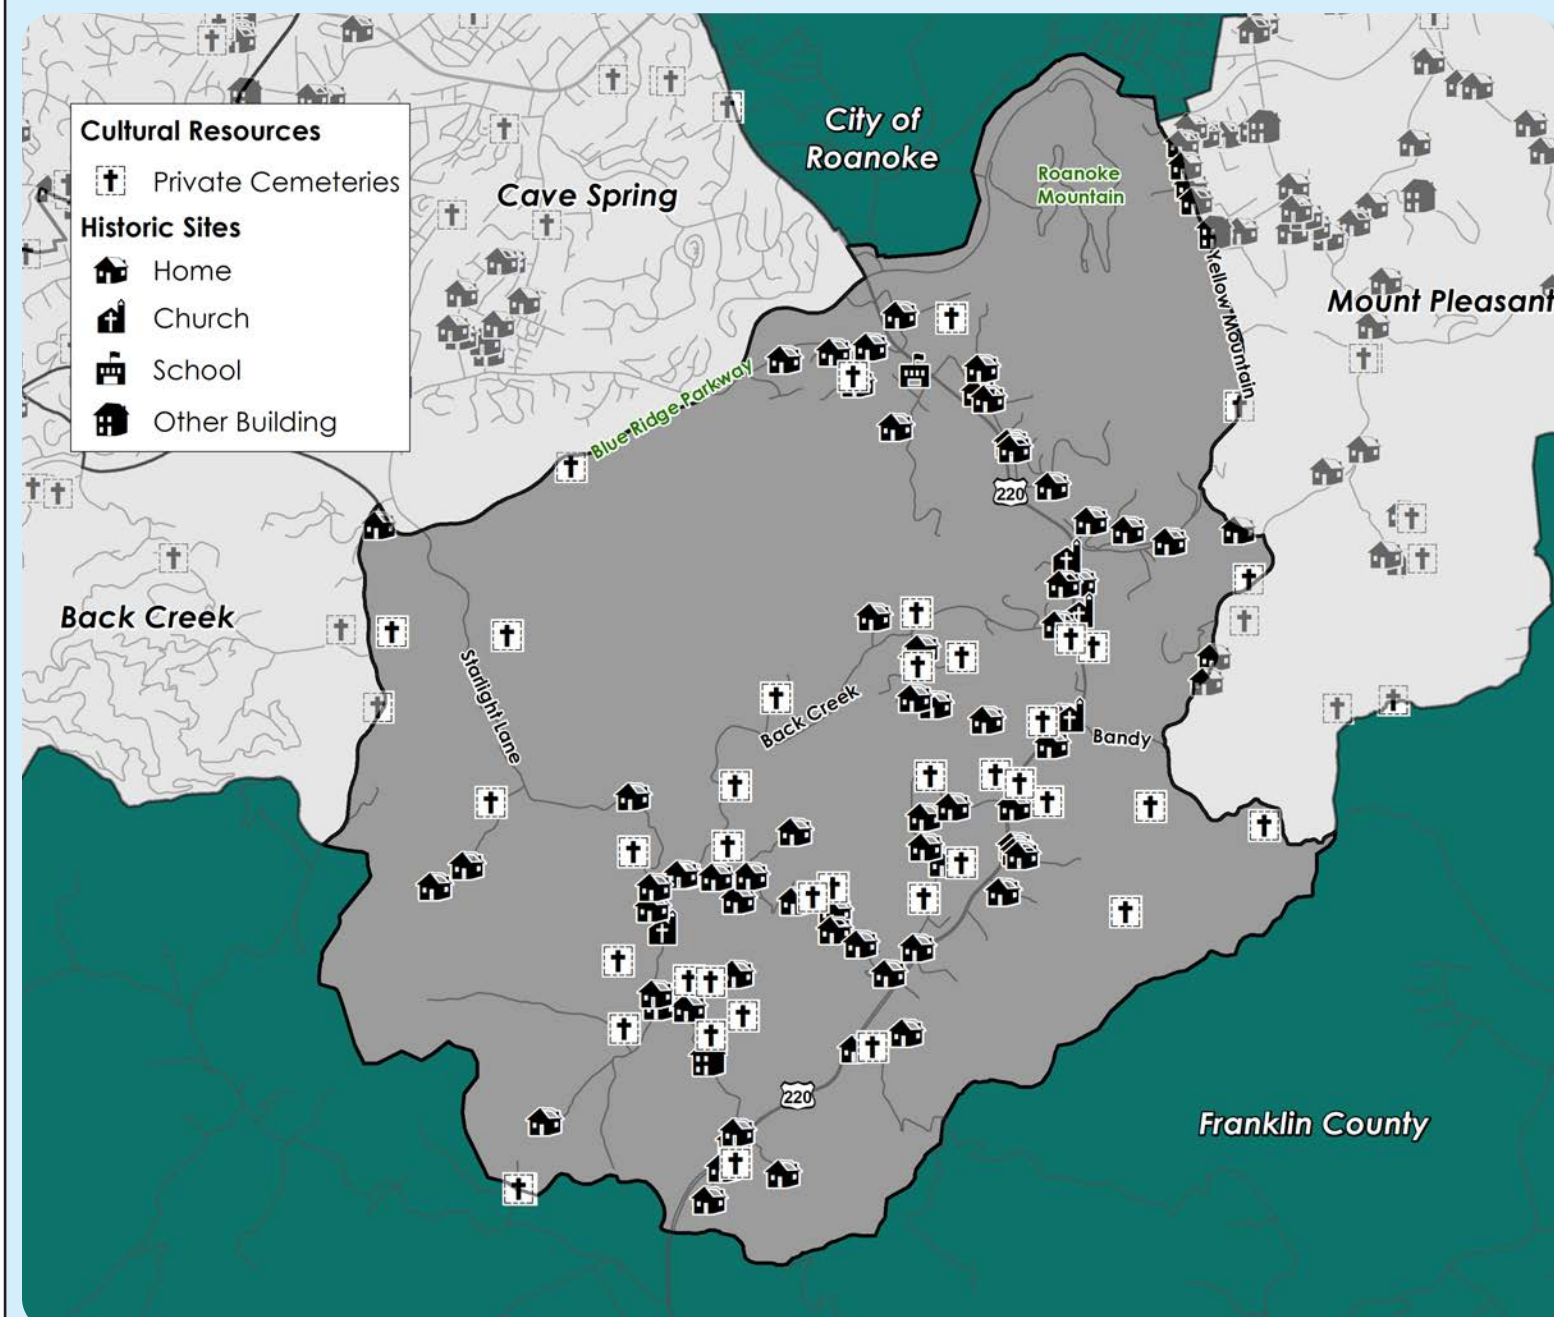 Cultural Resources
Private Cemeteries
Historic Sites
Home
Church
School
Other Building
City of
Roanoke
Cave Spring
Roanoke
Mountain
Yellow Mountain
Mount Pleasant
Blue Ridge Parkway
220
Back Creek
Starlight Lane
Back Creek
Bandy
220
Franklin County